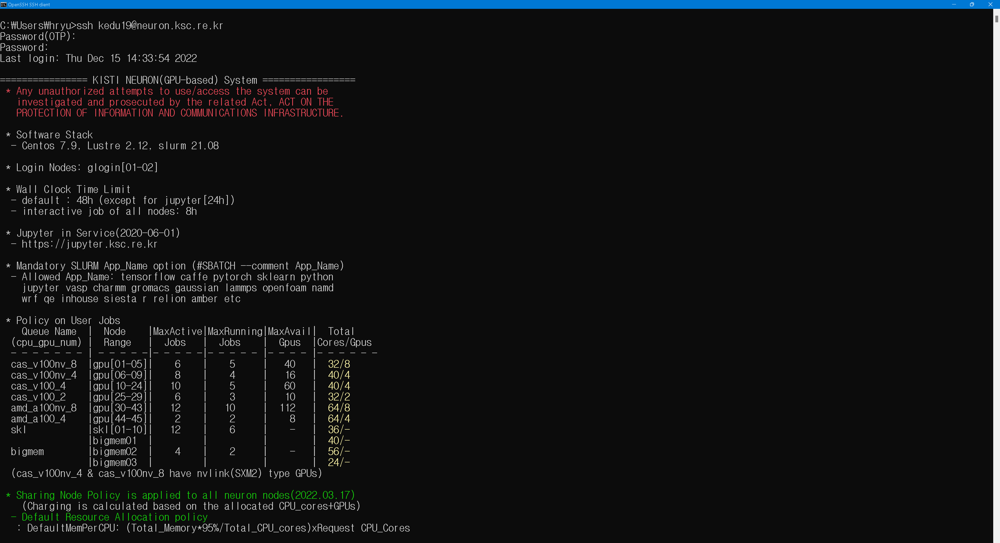 OpenSSH SSH client
C:₩Users₩hryu>ssh kedu19@neuron.ksc.re.kr
Password(OTP):
Password:
Last login: Thu Dec 15 14:33:54 2022
================ KISTI NEURON(GPU-based) System =================
* Any unauthorized attempts to use/access the system can be
investigated and prosecuted by the related Act, ACT ON THE
PROTECTION OF INFORMATION AND COMMUNICATIONS INFRASTRUCTURE.
* Software Stack
- Centos 7.9, Lustre 2.12, slurm 21.08
* Login Nodes: glogin[01-02]
* Wall Clock Time Limit
- default : 48h (except for jupyter[24h])
- interactive job of all nodes: 8h
* Jupyter in Service(2020-06-01)
- https://jupyter.ksc.re.kr
* Mandatory SLURM App_Name option (#SBATCH --comment App_Name)
- Allowed App_Name: tensorflow caffe pytorch sklearn python
jupyter vasp charmm gromacs gaussian lammps openfoam namd
wrf qe inhouse siesta r relion amber etc
* Policy on User Jobs
Queue Name | Node |MaxActive|MaxRunning|MaxAvail| Total
(cpu_gpu_num) | Range | Jobs | Jobs | Gpus |Cores/Gpus
- - - - - - - | - - - - -|- - - - -|- - - - - |- - - - |- - - - - -
cas_v100nv_8 |gpu[01-05]| 6 | 5 | 40 | 32/8
cas_v100nv_4 |gpu[06-09]| 8 | 4 | 16 | 40/4
cas_v100_4 |gpu[10-24]| 10 | 5 | 60 | 40/4
cas_v100_2 |gpu[25-29]| 6 | 3 | 10 | 32/2
amd_a100nv_8 |gpu[30-43]| 12 | 10 | 112 | 64/8
amd_a100_4 |gpu[44-45]| 2 | 2 | 8 | 64/4
skl |skl[01-10]| 12 | 6 | - | 36/-
|bigmem01 | | | | 40/-
bigmem |bigmem02 | 4 | 2 | - | 56/-
|bigmem03 | | | | 24/-
(cas_v100nv_4 & cas_v100nv_8 have nvlink(SXM2) type GPUs)
* Sharing Node Policy is applied to all neuron nodes(2022.03.17)
(Charging is calculated based on the allocated CPU_cores+GPUs)
- Default Resource Allocation policy
: DefaultMemPerCPU: (Total_Memory*95%/Total_CPU_cores)xRequest CPU_Cores